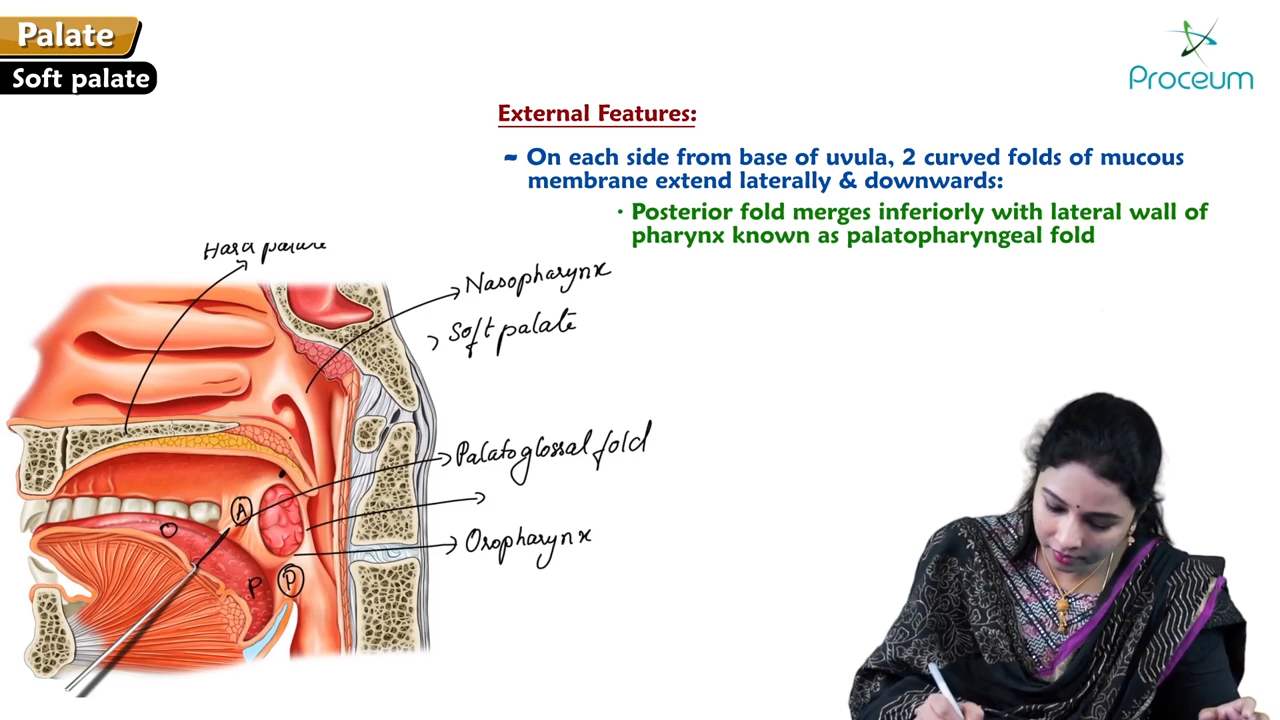 Palate
Soft palate
Proceum
External Features:
~ On each side from base of uvula, 2 curved folds of mucous
membrane extend laterally & downwards:
· Posterior fold merges inferiorly with lateral wall of
pharynx known as palatopharyngeal fold
Hard palate
Nasopharynx
Soft palate
Palatoglossal fold
A
Oropharynx
O
P
P